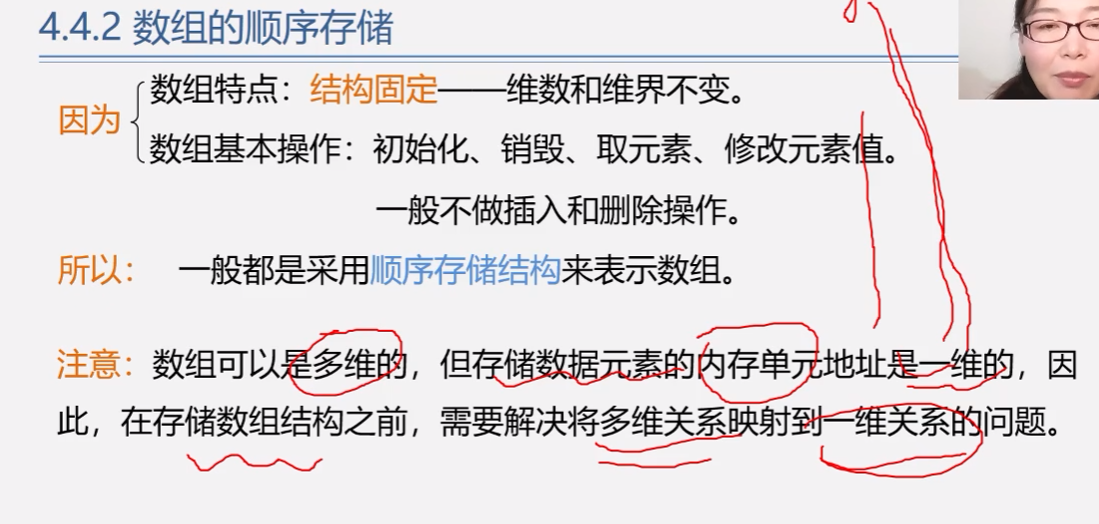 4.4.2 数组的顺序存储
数组特点：结构固定——维数和维界不变。
因为
数组基本操作：初始化、销毁、取元素、修改元素值。
一般不做插入和删除操作。
所以：一般都是采用顺序存储结构来表示数组。
注意：数组可以是多维的，但存储数据元素的内存单元地址是一维的，因
此，在存储数组结构之前，需要解决将多维关系映射到一维关系的问题。